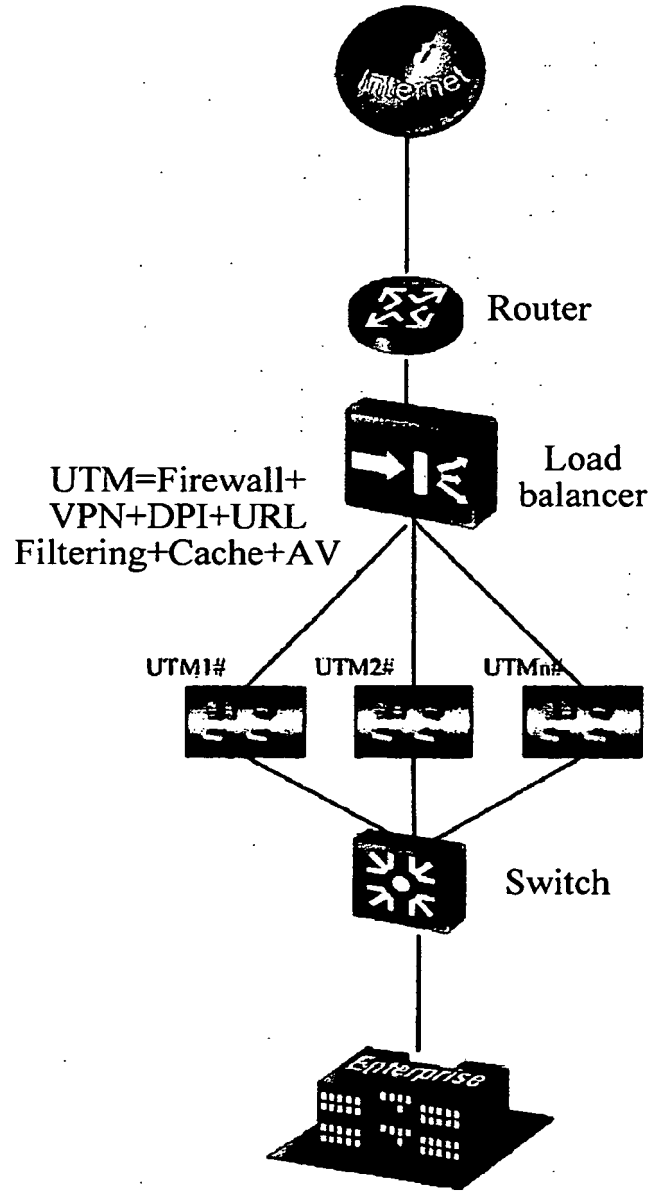 Internet
Router
Load
balancer
UTM=Firewall+
VPN+DPI+URL
Filtering+Cache+AV
UTM1#
UTM2#
UTMn#
Switch
Enterprise